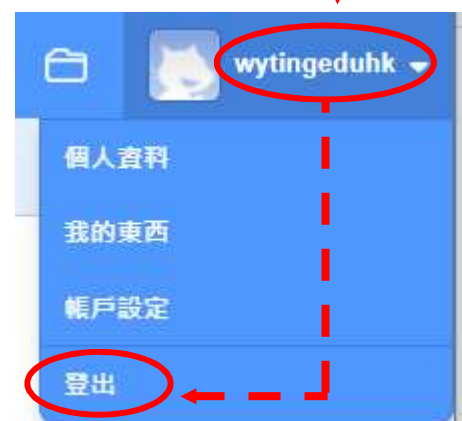 wytingeduhk
個人資料
我的東西
帳戶設定
登出